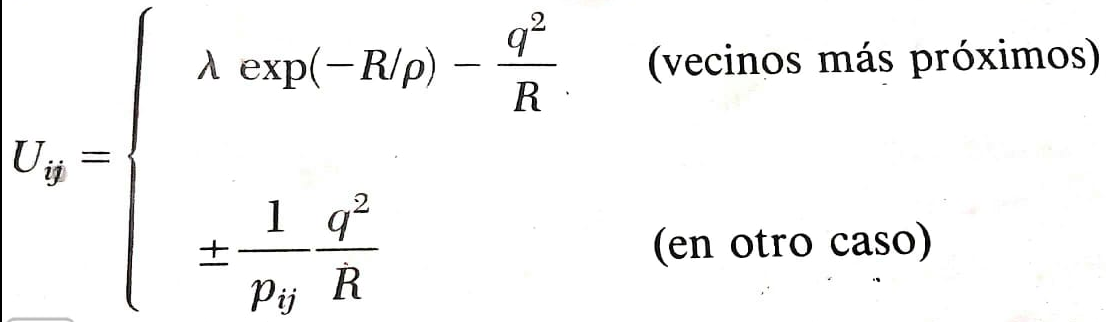 λ exp(−R/ρ) − q²/R (vecinos más próximos)
U_ij =
± 1/p_ij q²/R (en otro caso)